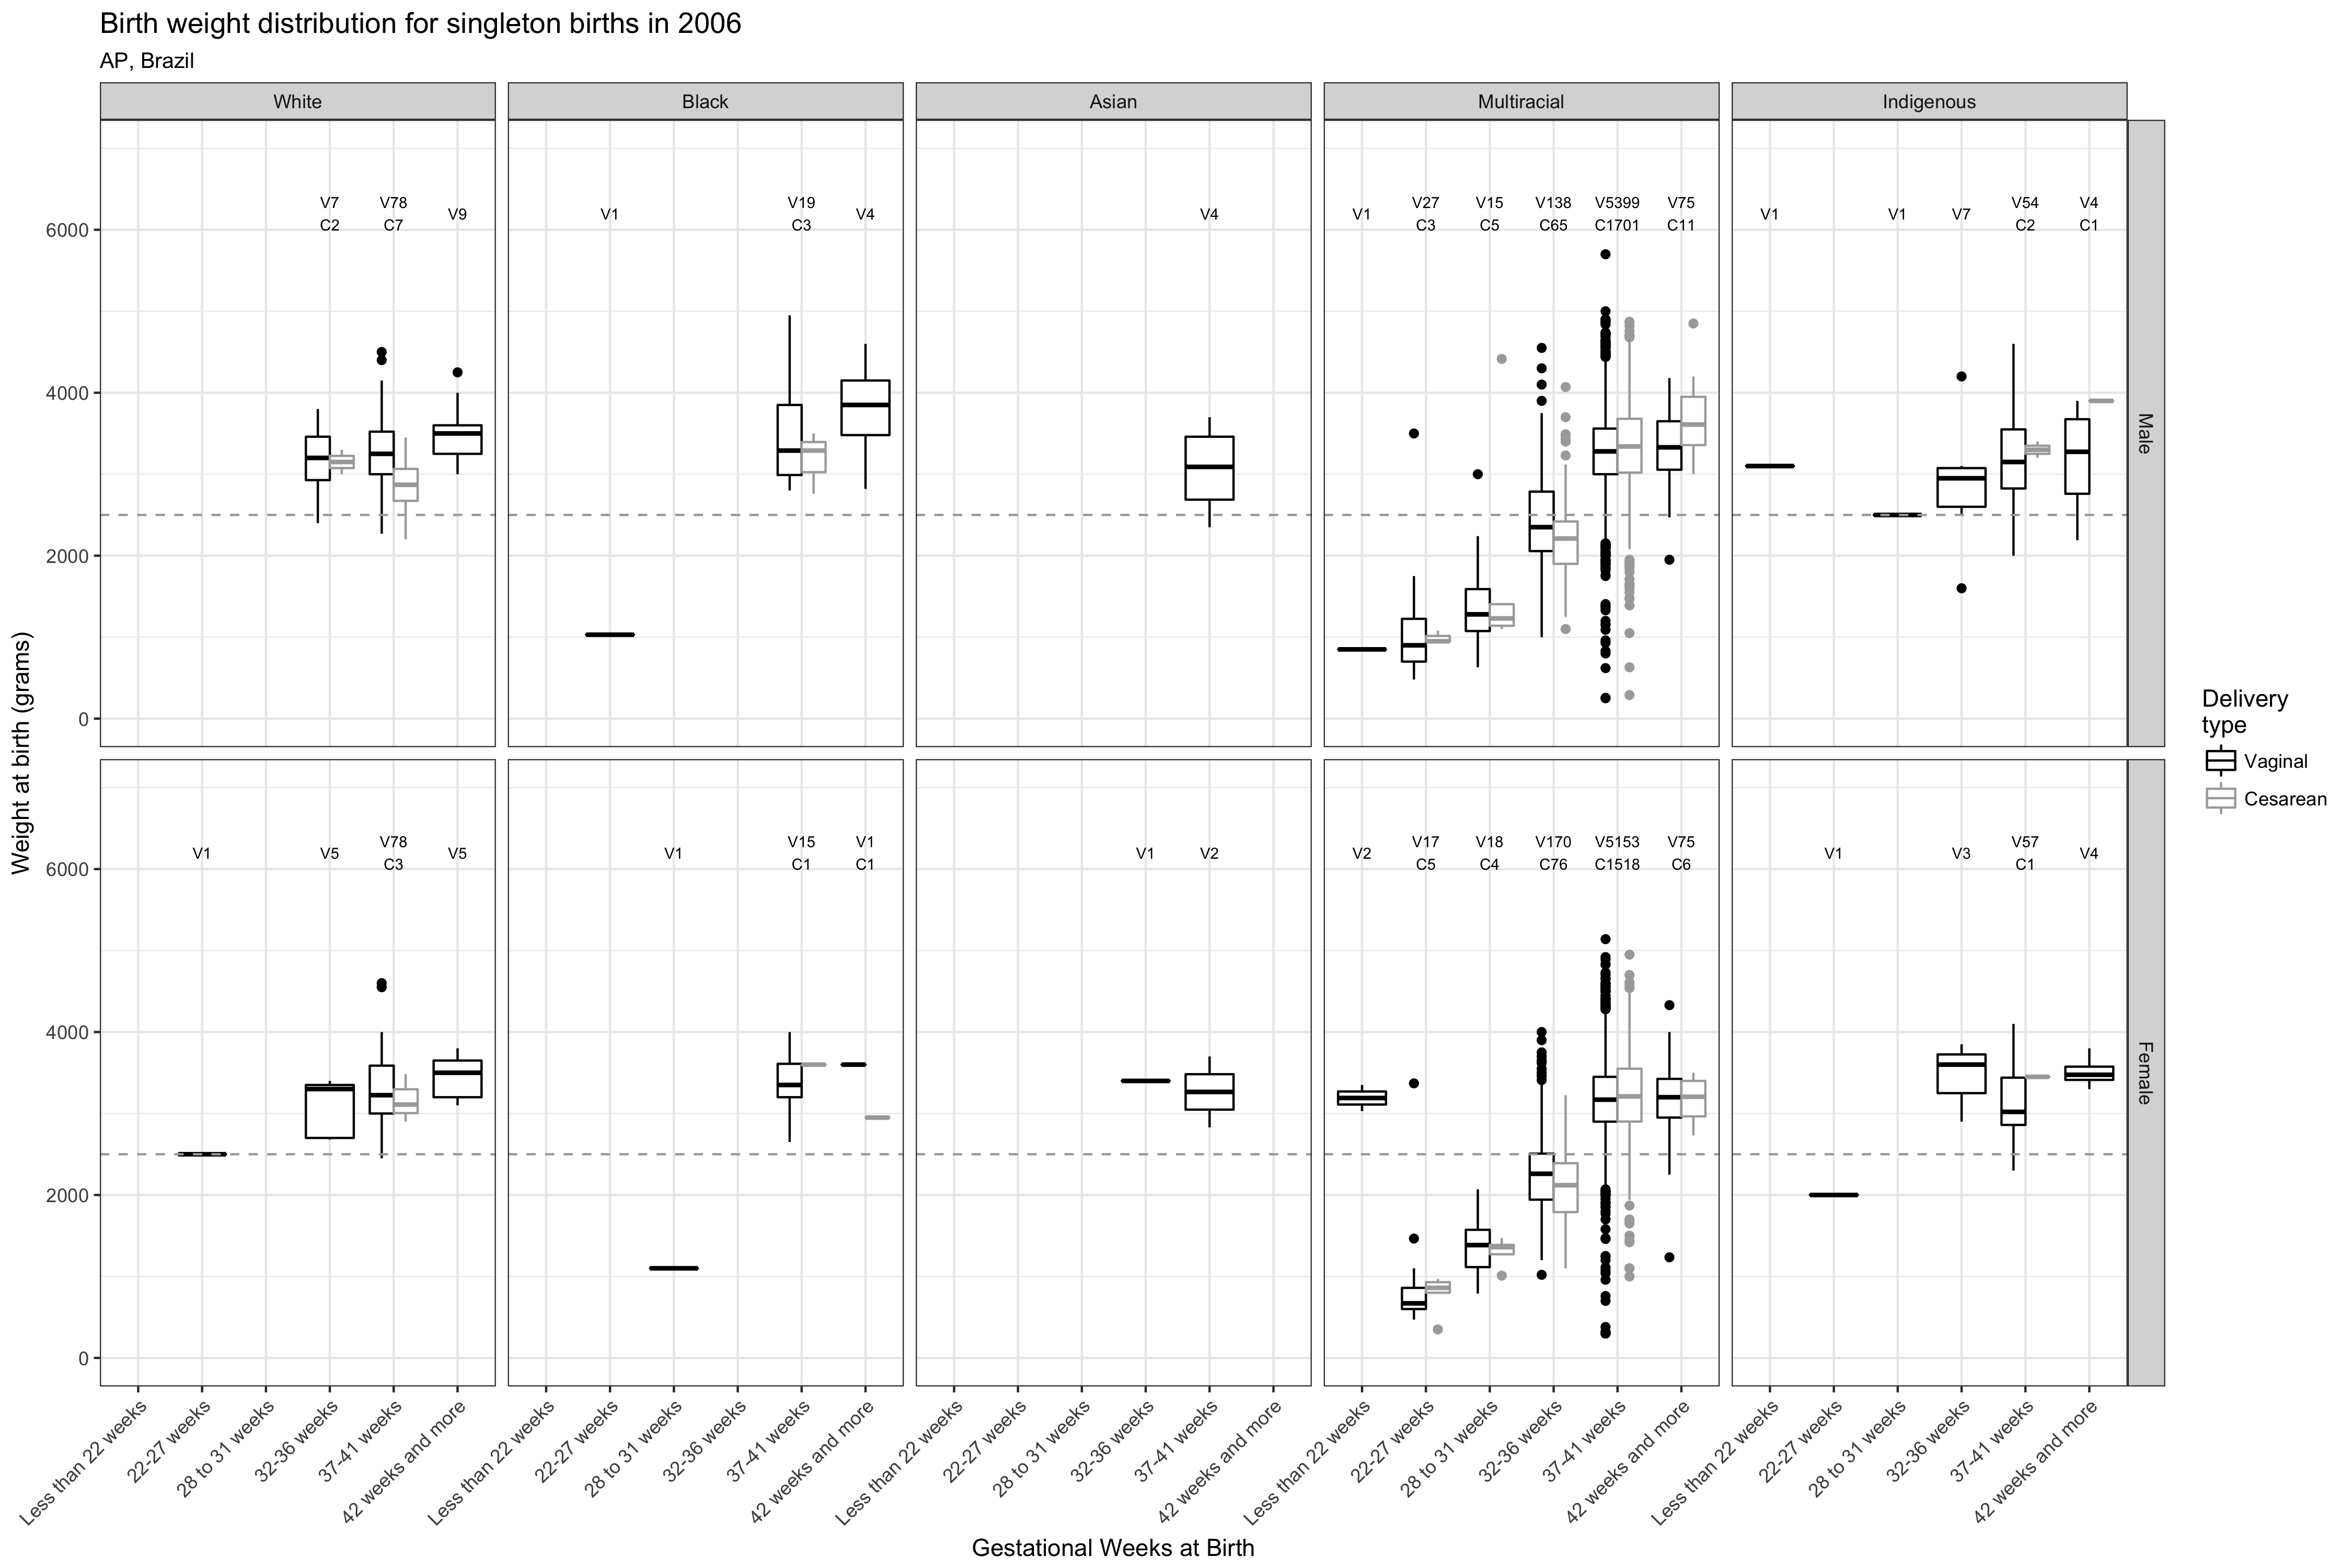 Birth weight distribution for singleton births in 2006
AP, Brazil
White
Black
Asian
Multiracial
Indigenous
Weight at birth (grams)
6000
4000
2000
0
V7
C2
V78
C7
V9
V1
V19
C3
V4
V4
V1
V27
C3
V15
C5
V138
C65
V5399
C1701
V75
C11
V1
V1
V7
V54
C2
V4
C1
Male
6000
4000
2000
0
V1
V5
V78
C3
V5
V1
V15
C1
V1
C1
V1
V2
V2
V17
C5
V18
C4
V170
C76
V5153
C1518
V75
C6
V1
V3
V57
C1
V4
Female
Less than 22 weeks
22-27 weeks
28 to 31 weeks
32-36 weeks
37-41 weeks
42 weeks and more
Less than 22 weeks
22-27 weeks
28 to 31 weeks
32-36 weeks
37-41 weeks
42 weeks and more
Less than 22 weeks
22-27 weeks
28 to 31 weeks
32-36 weeks
37-41 weeks
42 weeks and more
Less than 22 weeks
22-27 weeks
28 to 31 weeks
32-36 weeks
37-41 weeks
42 weeks and more
Less than 22 weeks
22-27 weeks
28 to 31 weeks
32-36 weeks
37-41 weeks
42 weeks and more
Gestational Weeks at Birth
Delivery
type
Vaginal
Cesarean